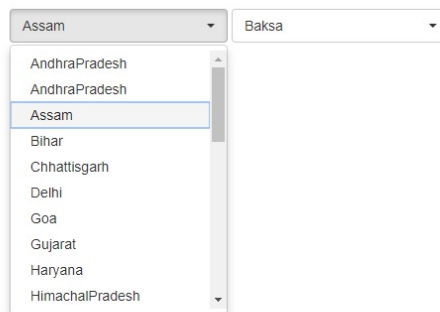 Assam Baksa
AndhraPradesh
AndhraPradesh
Assam
Bihar
Chhattisgarh
Delhi
Goa
Gujarat
Haryana
HimachalPradesh